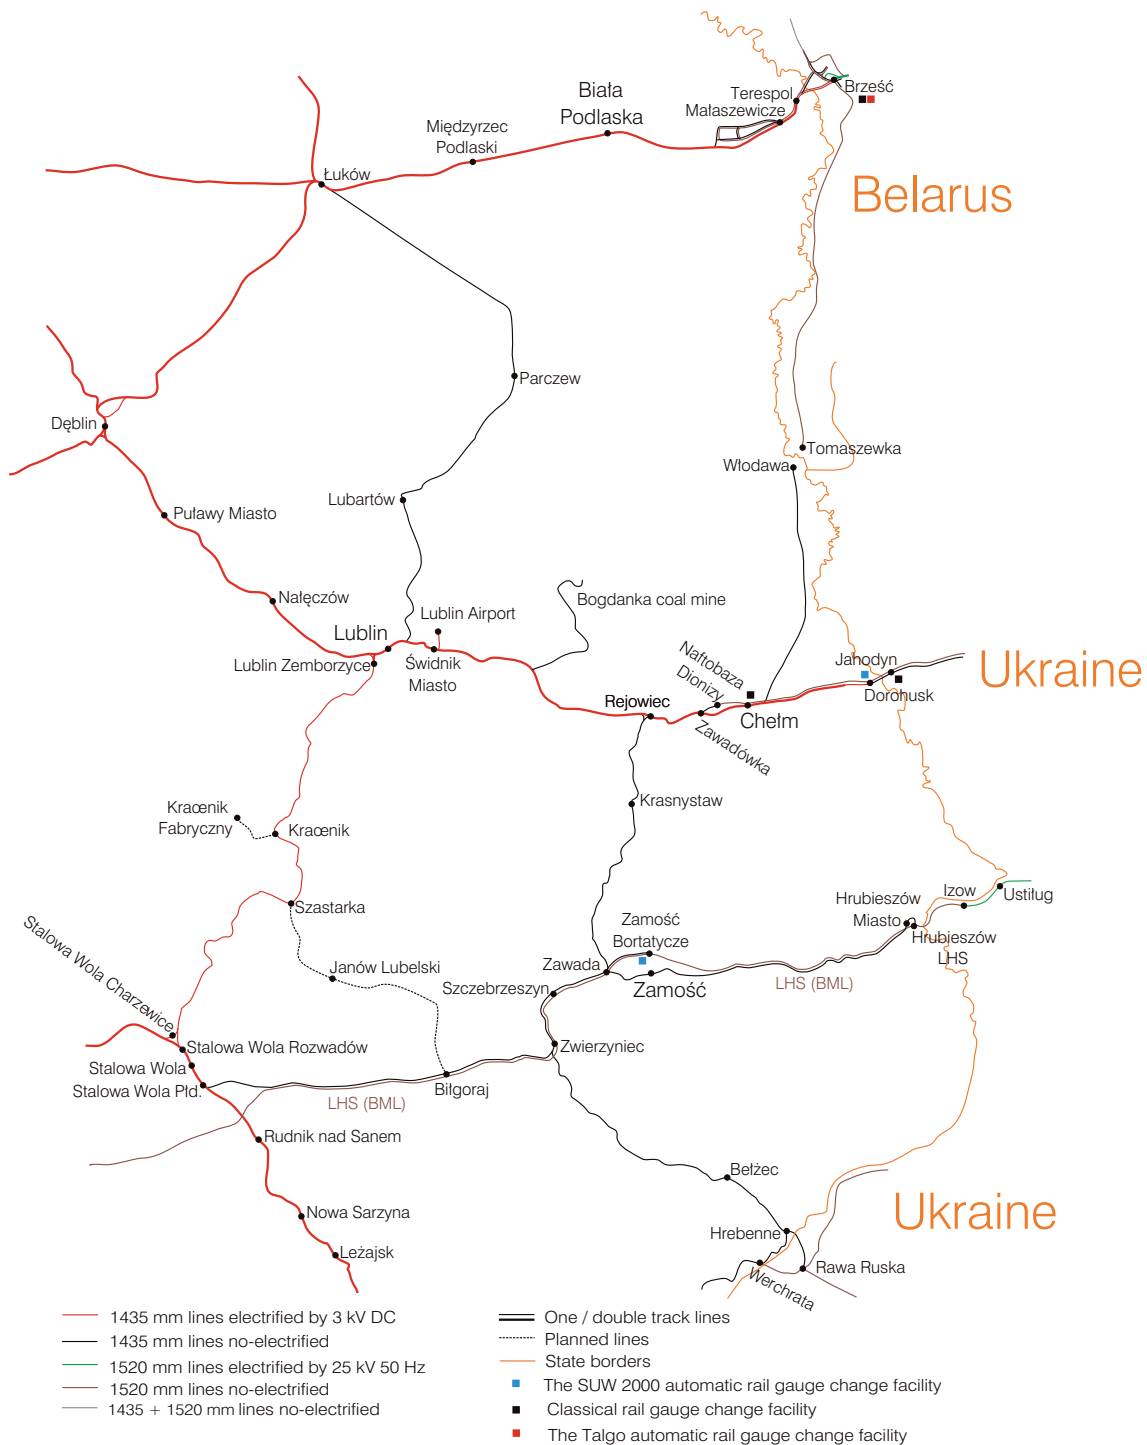 Biała
Podlaska
Terespol
Małaszewicze
Brześć
Międzyrzec
Podlaski
Łuków
Belarus
Parczew
Dęblin
Tomaszewka
Włodawa
Lubartów
Puławy Miasto
Nałęczów
Bogdanka coal mine
Lublin Airport
Lublin
Lublin Zemborzyce
Świdnik
Miasto
Naftobaza
Dionizy
Jahodyn
Dorohusk
Ukraine
Rejowiec
Chełm
Zawadówka
Krasnystaw
Kraœnik
Fabryczny
Kraœnik
Szastarka
Hrubieszów
Miasto
Izow
Ustiług
Hrubieszów
LHS
Zamość
Bortatycze
Zawada
Zamość
LHS (BML)
Janów Lubelski
Szczebrzeszyn
Stalowa Wola Charzewice
Stalowa Wola Rozwadów
Zwierzyniec
Stalowa Wola
Stalowa Wola Płd.
Biłgoraj
LHS (BML)
Rudnik nad Sanem
Bełżec
Ukraine
Nowa Sarzyna
Hrebenne
Leżajsk
Werchrata
Rawa Ruska
1435 mm lines electrified by 3 kV DC
1435 mm lines no-electrified
1520 mm lines electrified by 25 kV 50 Hz
1520 mm lines no-electrified
1435 + 1520 mm lines no-electrified
One / double track lines
Planned lines
State borders
The SUW 2000 automatic rail gauge change facility
Classical rail gauge change facility
The Talgo automatic rail gauge change facility